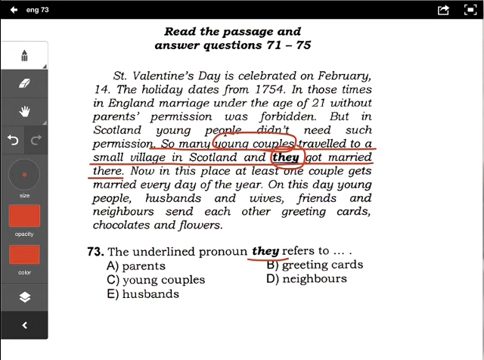 eng 73
Read the passage and
answer questions 71 – 75
St. Valentine's Day is celebrated on February,
14. The holiday dates from 1754. In those times
in England marriage under the age of 21 without
parents' permission was forbidden. But in
Scotland young people didn't need such
permission. So many young couples travelled to a
small village in Scotland and they got married
there. Now in this place at least one couple gets
married every day of the year. On this day young
people, husbands and wives, friends and
neighbours send each other greeting cards,
chocolates and flowers.
73. The underlined pronoun they refers to … .
A) parents B) greeting cards
C) young couples D) neighbours
E) husbands
size
opacity
color